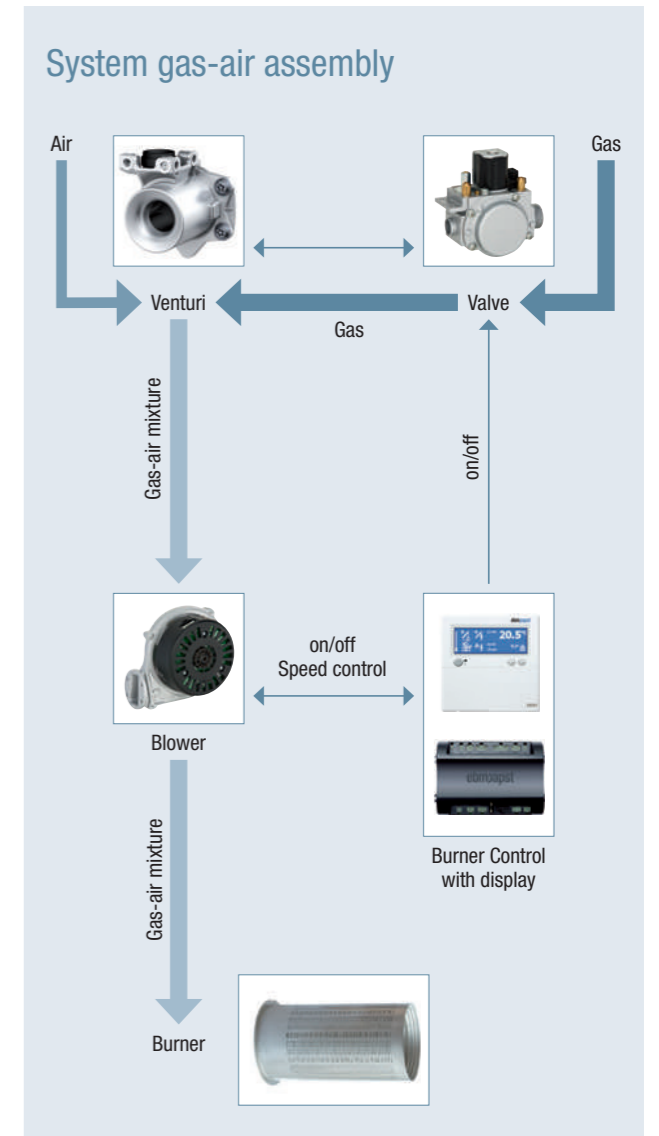 System gas-air assembly
Air
Gas
Venturi
Valve
Gas
Gas-air mixture
on/off
on/off
Speed control
20.5°
ebmpapst
Blower
Burner Control
with display
Gas-air mixture
Burner